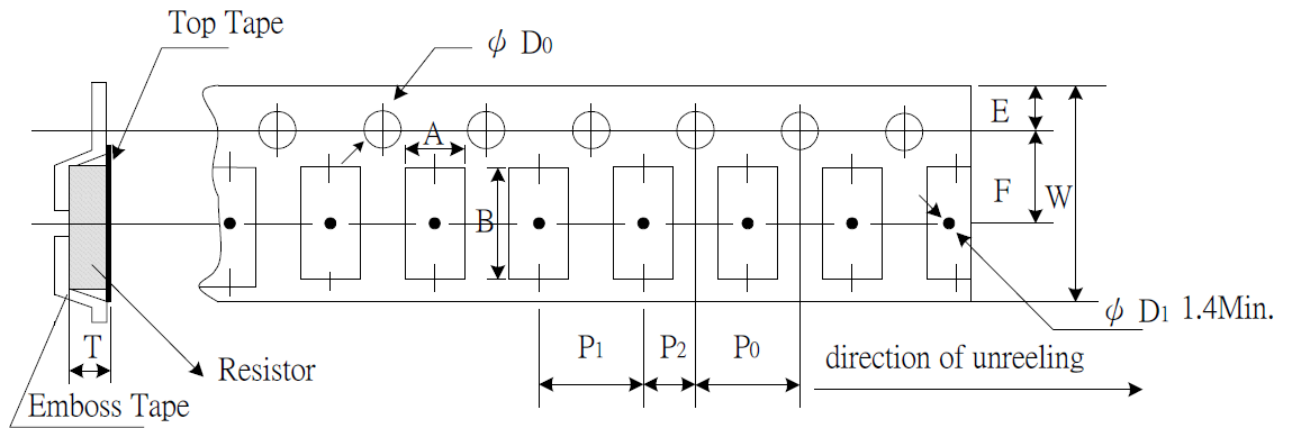 Top Tape
ϕ D0
E
A
F
W
B
ϕ D1 1.4Min.
T
P1
P2
P0
direction of unreeling
Resistor
Emboss Tape